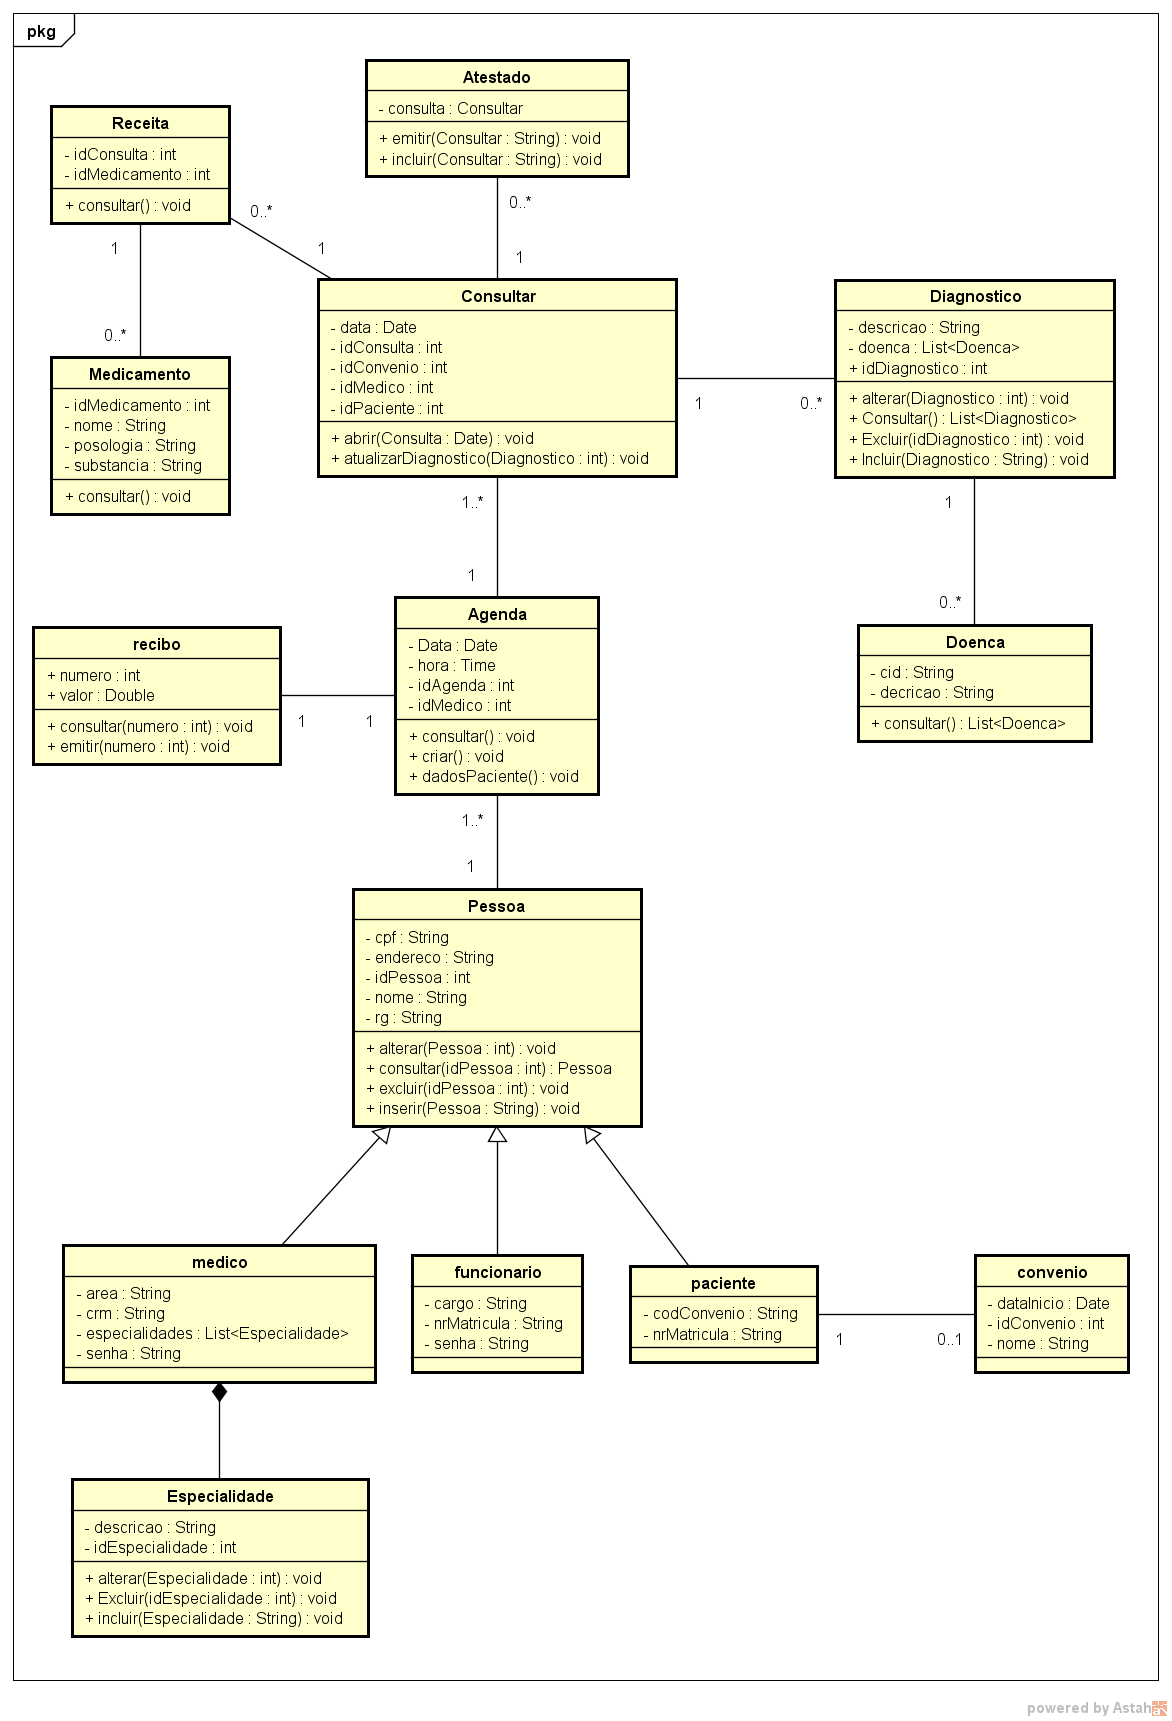 pkg
Atestado
- consulta : Consultar
+ emitir(Consultar : String) : void
+ incluir(Consultar : String) : void
Receita
- idConsulta : int
- idMedicamento : int
+ consultar() : void
0..*
1
0..*
1
1
0..*
Medicamento
- idMedicamento : int
- nome : String
- posologia : String
- substancia : String
+ consultar() : void
Consultar
- data : Date
- idConsulta : int
- idConvenio : int
- idMedico : int
- idPaciente : int
+ abrir(Consulta : Date) : void
+ atualizarDiagnostico(Diagnostico : int) : void
1
0..*
Diagnostico
- descricao : String
- doenca : List<Doenca>
+ idDiagnostico : int
+ alterar(Diagnostico : int) : void
+ Consultar() : List<Diagnostico>
+ Excluir(idDiagnostico : int) : void
+ Incluir(Diagnostico : String) : void
1
0..*
Doenca
- cid : String
- decricao : String
+ consultar() : List<Doenca>
1..*
1
Agenda
- Data : Date
- hora : Time
- idAgenda : int
- idMedico : int
+ consultar() : void
+ criar() : void
+ dadosPaciente() : void
recibo
+ numero : int
+ valor : Double
+ consultar(numero : int) : void
+ emitir(numero : int) : void
1
1
1..*
1
Pessoa
- cpf : String
- endereco : String
- idPessoa : int
- nome : String
- rg : String
+ alterar(Pessoa : int) : void
+ consultar(idPessoa : int) : Pessoa
+ excluir(idPessoa : int) : void
+ inserir(Pessoa : String) : void
medico
- area : String
- crm : String
- especialidades : List<Especialidade>
- senha : String
funcionario
- cargo : String
- nrMatricula : String
- senha : String
paciente
- codConvenio : String
- nrMatricula : String
1
0..1
convenio
- dataInicio : Date
- idConvenio : int
- nome : String
Especialidade
- descricao : String
- idEspecialidade : int
+ alterar(Especialidade : int) : void
+ Excluir(idEspecialidade : int) : void
+ incluir(Especialidade : String) : void
powered by Astah